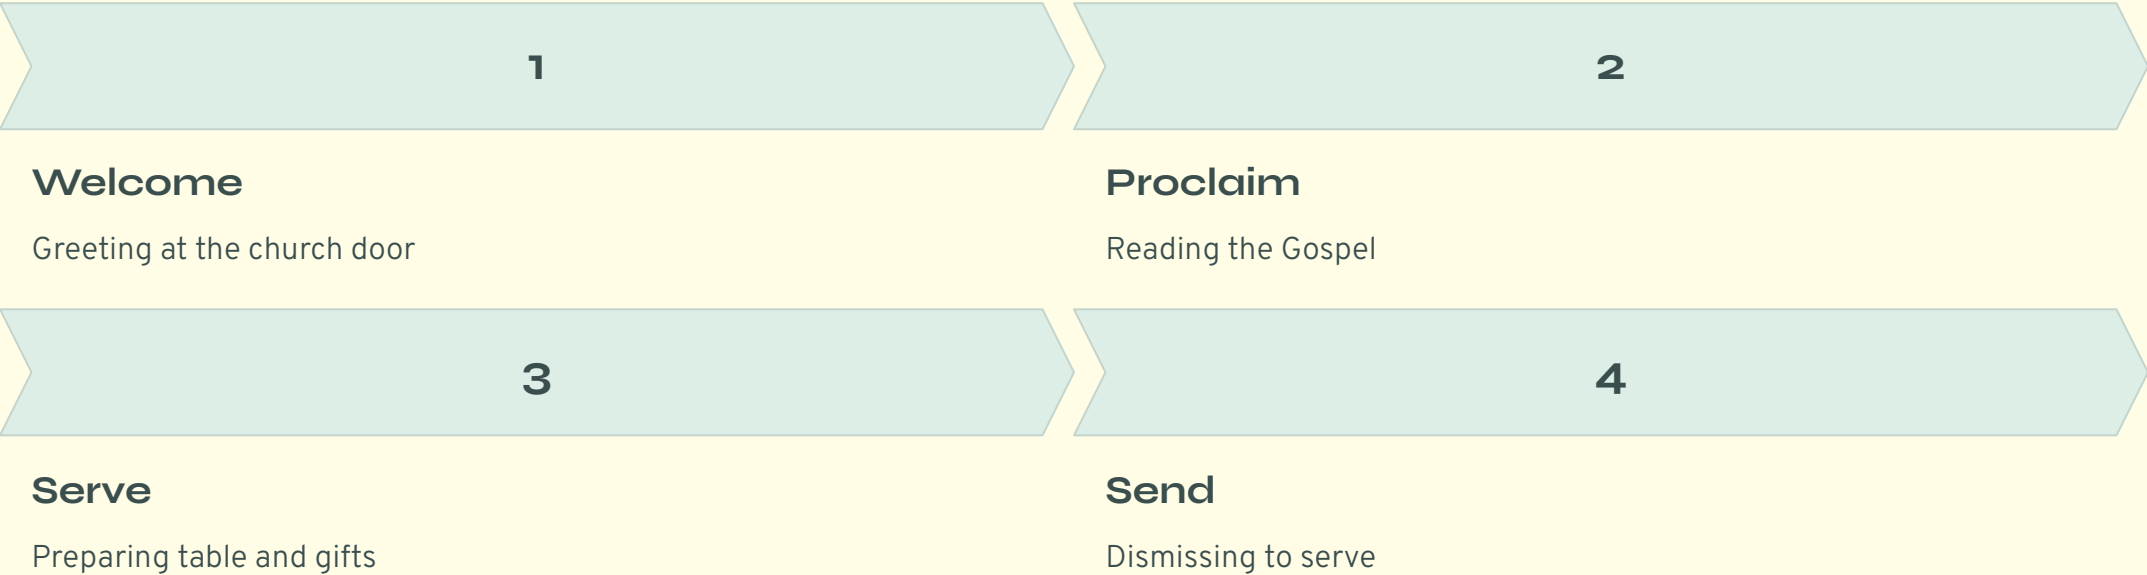 1
2
Welcome
Greeting at the church door
Proclaim
Reading the Gospel
3
4
Serve
Preparing table and gifts
Send
Dismissing to serve